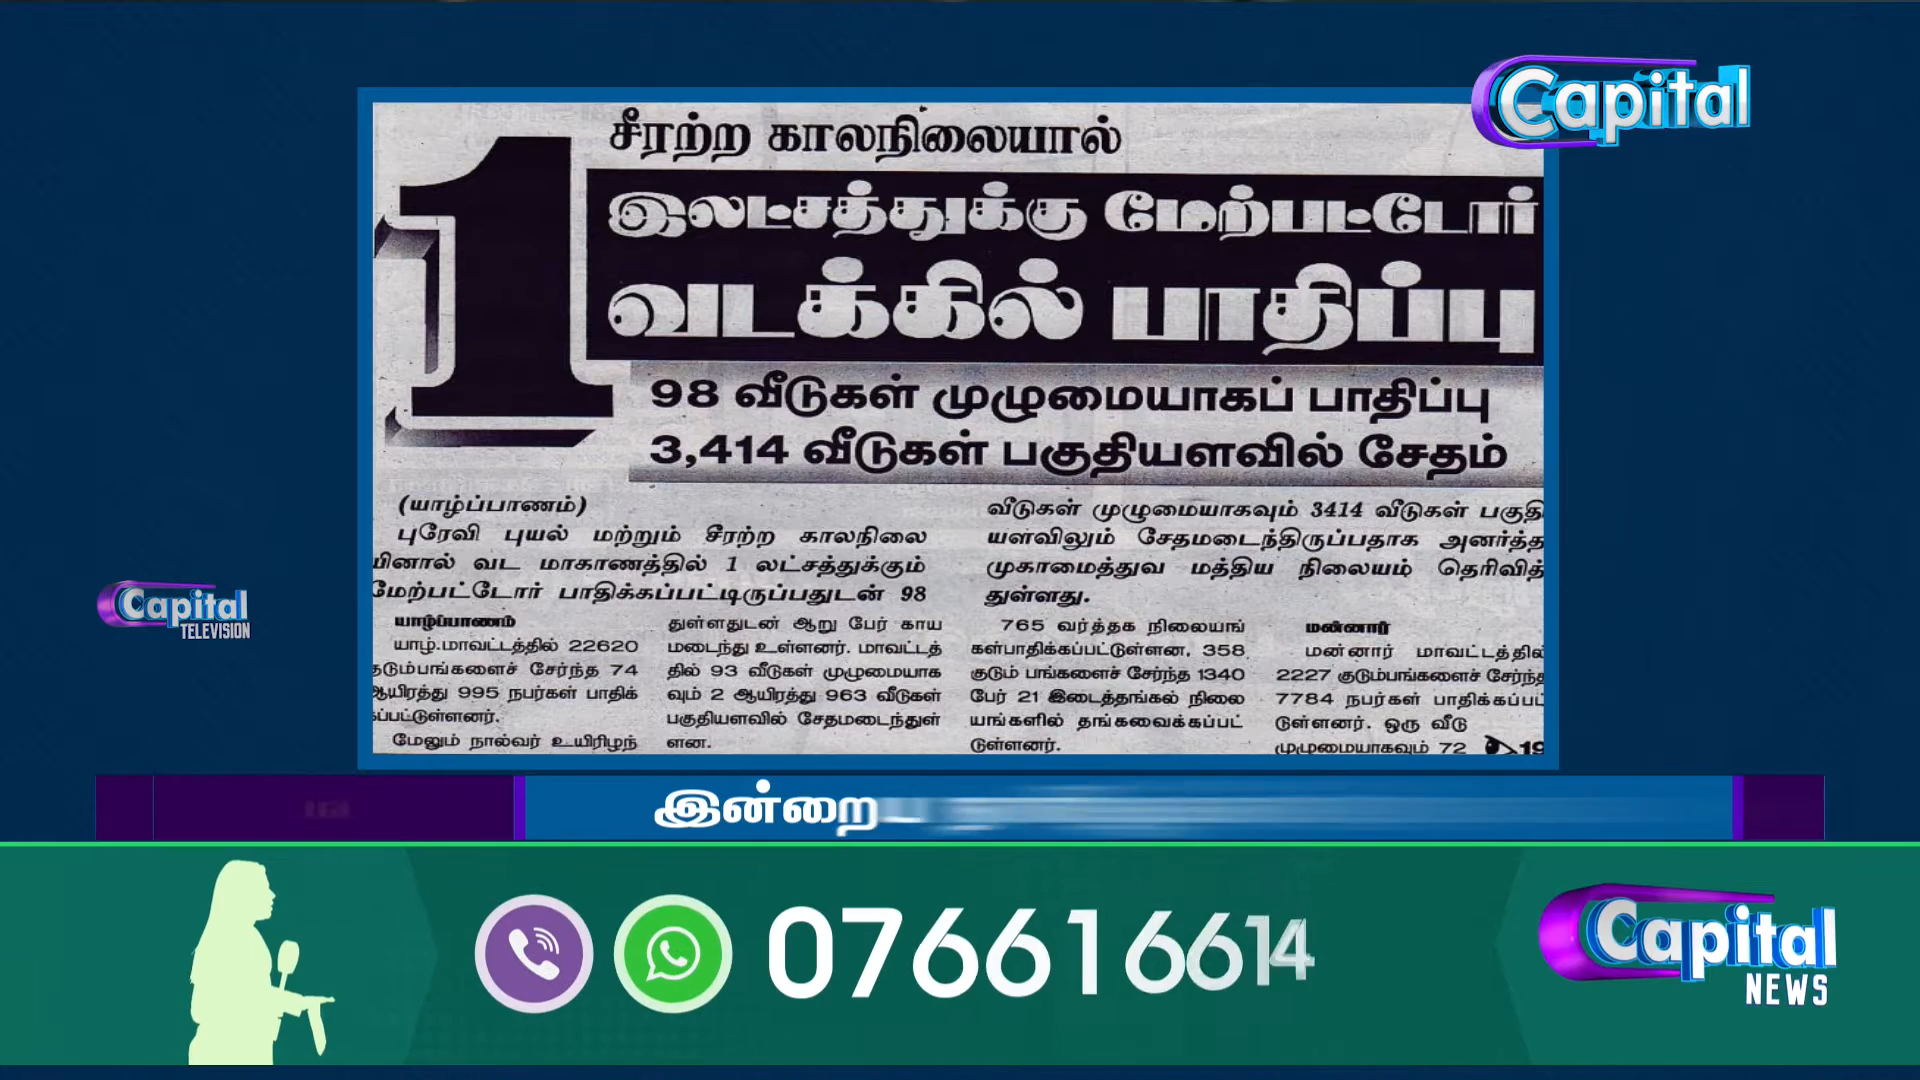 Capital
சீரற்ற காலநிலையால்
1 இலட்சத்துக்கு மேற்பட்டோர்
வடக்கில் பாதிப்பு
98 வீடுகள் முழுமையாகப் பாதிப்பு
3,414 வீடுகள் பகுதியளவில் சேதம்
(யாழ்ப்பாணம்)
புரேவி புயல் மற்றும் சீரற்ற காலநிலை
யினால் வட மாகாணத்தில் 1 லட்சத்துக்கும்
மேற்பட்டோர் பாதிக்கப்பட்டிருப்பதுடன் 98
வீடுகள் முழுமையாகவும் 3414 வீடுகள் பகுதி
யளவிலும் சேதமடைந்திருப்பதாக அனர்த்த
முகாமைத்துவ மத்திய நிலையம் தெரிவித்
துள்ளது.
யாழ்ப்பாணம்
யாழ்.மாவட்டத்தில் 22620
குடும்பங்களைச் சேர்ந்த 74
ஆயிரத்து 995 நபர்கள் பாதிக்
கப்பட்டுள்ளனர்.
மேலும் நால்வர் உயிரிழந்
துள்ளதுடன் ஆறு பேர் காய
மடைந்து உள்ளனர். மாவட்டத்
தில் 93 வீடுகள் முழுமையாக
வும் 2 ஆயிரத்து 963 வீடுகள்
பகுதியளவில் சேதமடைந்துள்
ளன.
765 வர்த்தக நிலையங்
கள்பாதிக்கப்பட்டுள்ளன. 358
குடும் பங்களைச் சேர்ந்த 1340
பேர் 21 இடைத்தங்கல் நிலை
யங்களில் தங்கவைக்கப்பட்
டுள்ளனர்.
மன்னார்
மன்னார் மாவட்டத்தில்
2227 குடும்பங்களைச் சேர்ந்த
7784 நபர்கள் பாதிக்கப்பட்
டுள்ளனர். ஒரு வீடு
முழுமையாகவும் 72 19
Capital
TELEVISION
இன்றை
076616614
Capital
NEWS